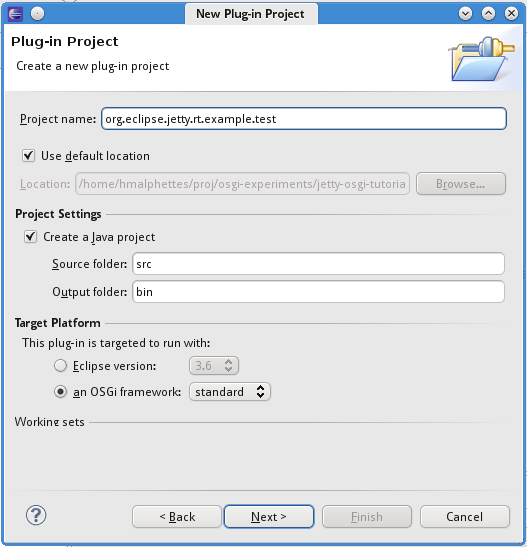 New Plug-in Project
Plug-in Project
Create a new plug-in project
Project name: org.eclipse.jetty.rt.example.test
Use default location
Location: /home/hmalphettes/proj/osgi-experiments/jetty-osgi-tutoria Browse...
Project Settings
Create a Java project
Source folder: src
Output folder: bin
Target Platform
This plug-in is targeted to run with:
Eclipse version: 3.6
an OSGi framework: standard
Working sets
? < Back Next > Finish Cancel